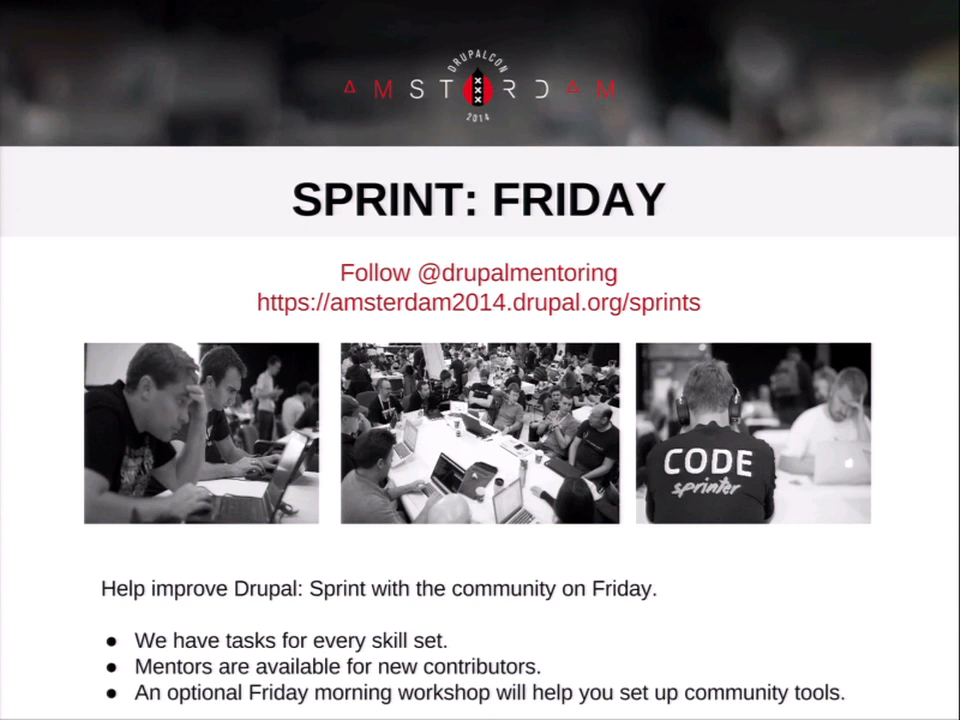 DRUPALCON
AMSTERDAM
2014
SPRINT: FRIDAY
Follow @drupalmentoring
https://amsterdam2014.drupal.org/sprints
CODE
sprinter
Help improve Drupal: Sprint with the community on Friday.
● We have tasks for every skill set.
● Mentors are available for new contributors.
● An optional Friday morning workshop will help you set up community tools.